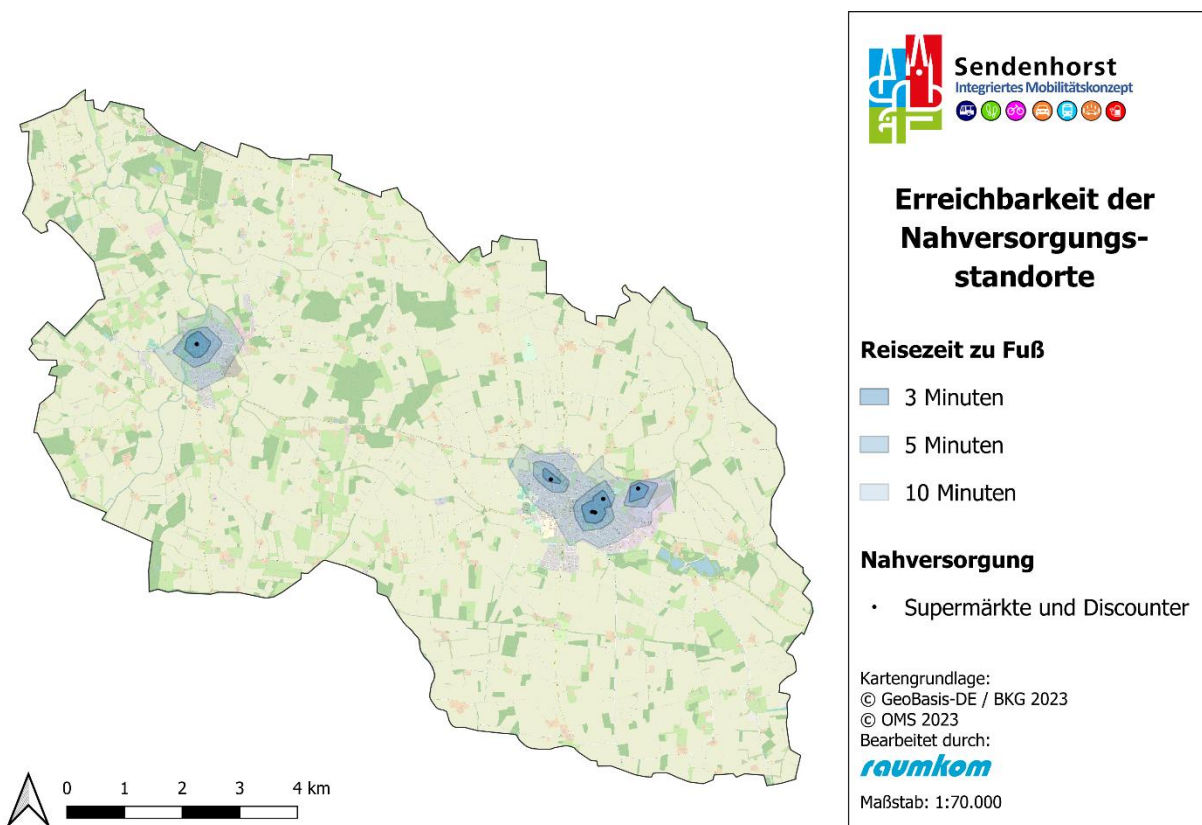 Sendenhorst
Integriertes Mobilitätskonzept
Erreichbarkeit der
Nahversorgungs-
standorte
Reisezeit zu Fuß
3 Minuten
5 Minuten
10 Minuten
Nahversorgung
Supermärkte und Discounter
Kartengrundlage:
© GeoBasis-DE / BKG 2023
© OMS 2023
Bearbeitet durch:
raumkom
Maßstab: 1:70.000
0 1 2 3 4 km